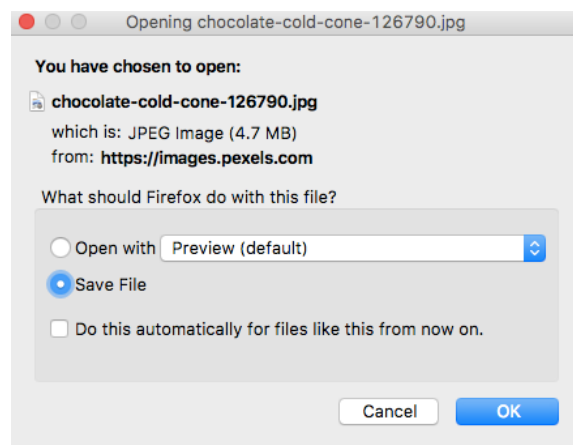 Opening chocolate-cold-cone-126790.jpg
You have chosen to open:
chocolate-cold-cone-126790.jpg
which is: JPEG Image (4.7 MB)
from: https://images.pexels.com
What should Firefox do with this file?
Open with Preview (default)
Save File
Do this automatically for files like this from now on.
Cancel OK